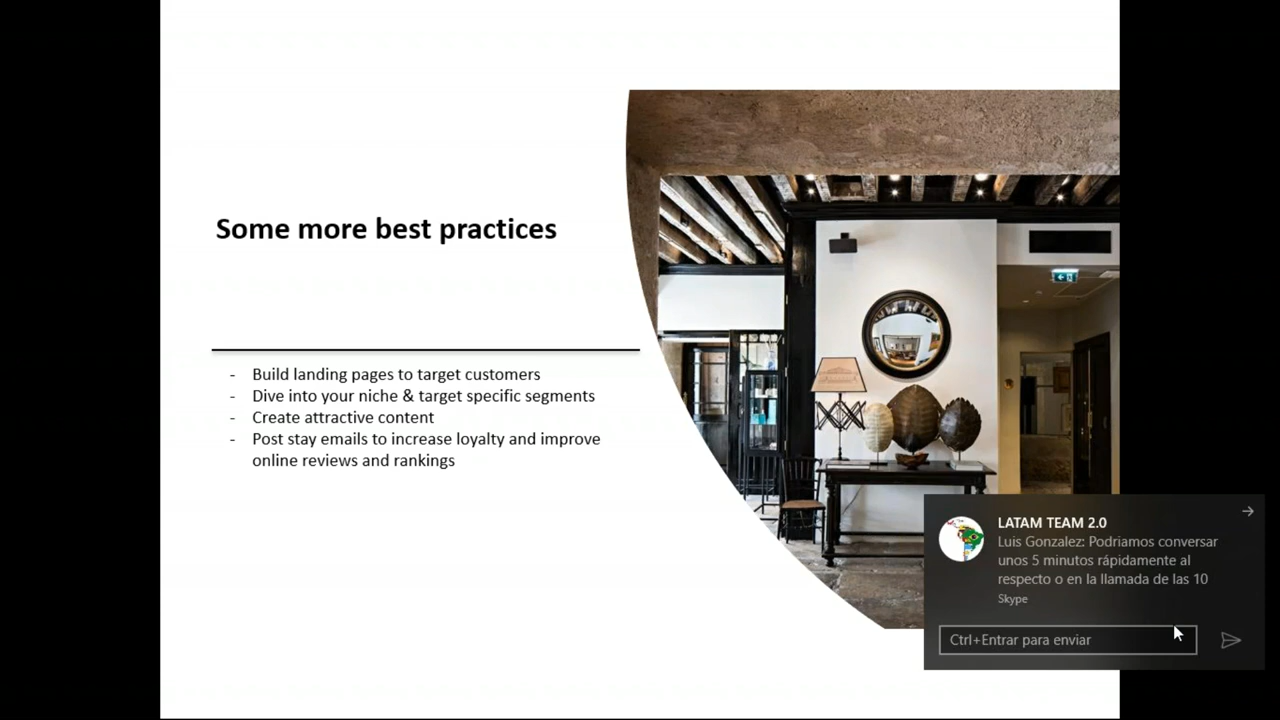 Some more best practices
- Build landing pages to target customers
- Dive into your niche & target specific segments
- Create attractive content
- Post stay emails to increase loyalty and improve
online reviews and rankings
LATAM TEAM 2.0
Luis Gonzalez: Podriamos conversar
unos 5 minutos rápidamente al
respecto o en la llamada de las 10
Skype
Ctrl+Entrar para enviar